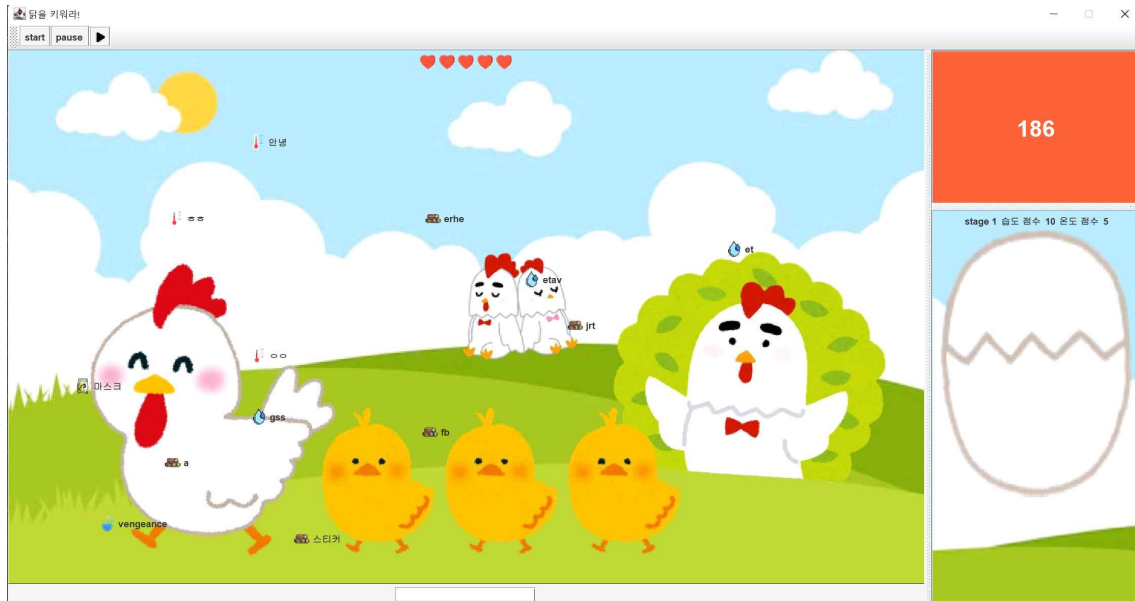 닭을 키워라!
start pause
186
안녕
ㅎㅎ
erhe
stage 1 습도 점수 10 온도 점수 5
et
etav
jrt
ㅇㅇ
마스크
gss
fb
a
vengeance
스티커